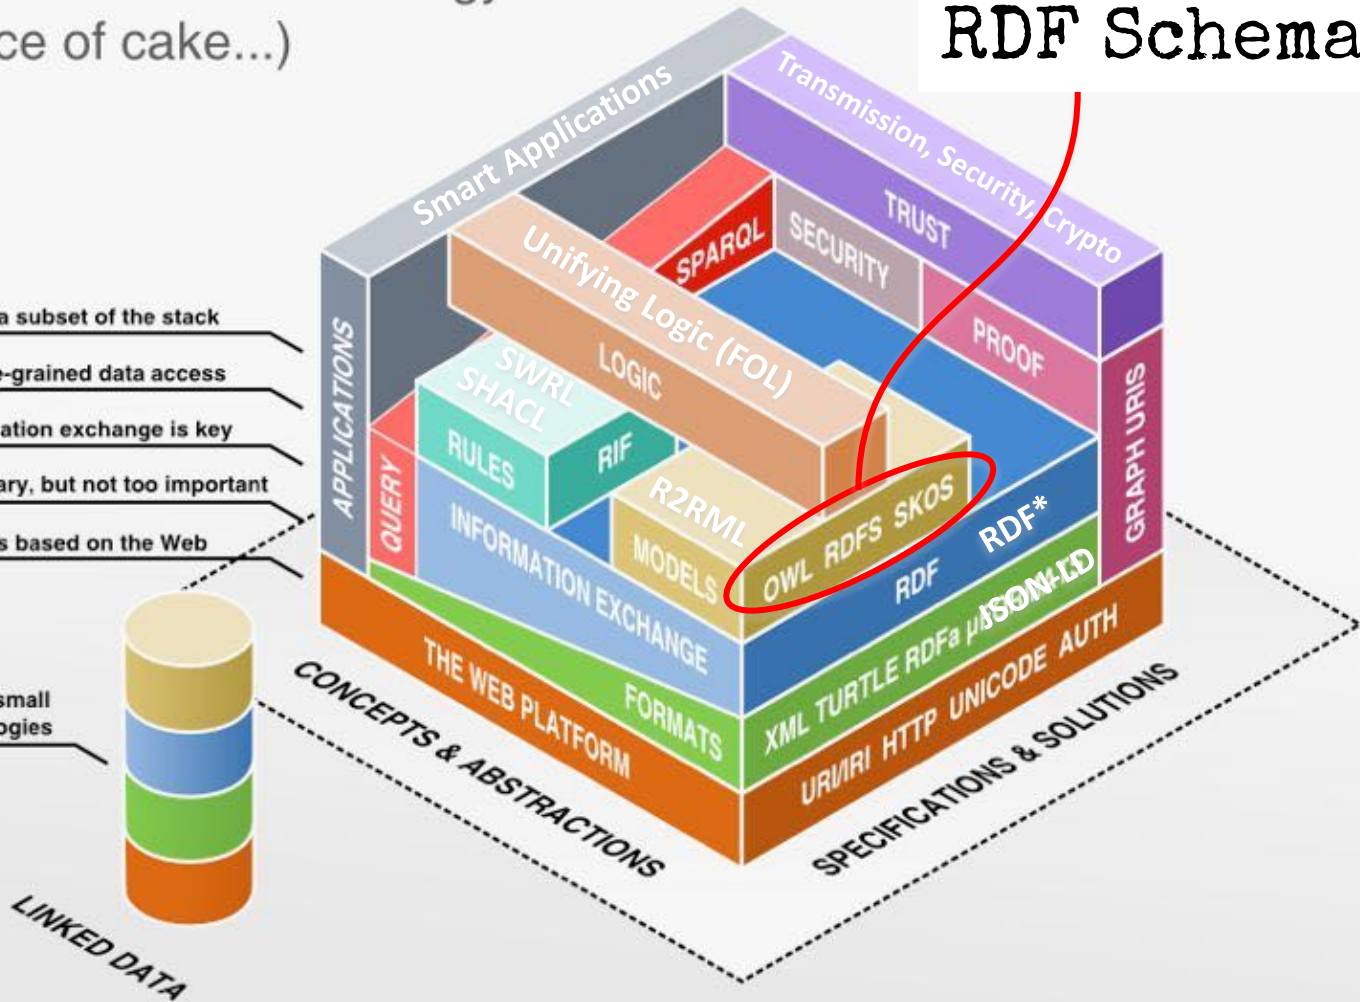 ce of cake...)
RDF Schema
Smart Applications
Transmission, Security, Crypto
TRUST
SECURITY
SPARQL
PROOF
Unifying Logic (FOL)
LOGIC
a subset of the stack
e-grained data access
ation exchange is key
ary, but not too important
s based on the Web
APPLICATIONS
QUERY
SWRL
SHACL
RULES
RIF
R2RML
MODELS
OWL RDFS SKOS
INFORMATION EXCHANGE
RDF
RDF*
GRAPH URIS
FORMATS
XML TURTLE RDFa
JSON-LD
THE WEB PLATFORM
URI/IRI HTTP UNICODE AUTH
CONCEPTS & ABSTRACTIONS
SPECIFICATIONS & SOLUTIONS
small
ogies
LINKED DATA